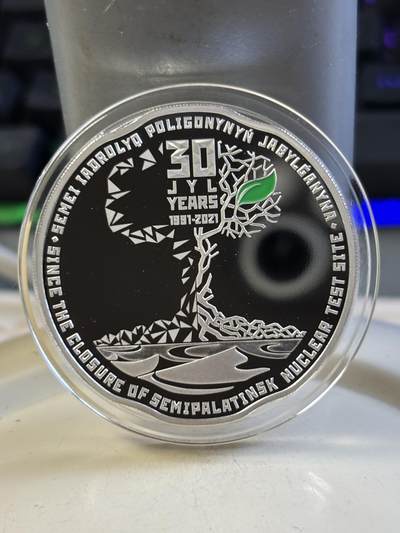 SEMEI IADROLYQ POLIGONYNYŃ JABYLǴANYNA
30
JYL
YEARS
1991-2021
• SINCE THE CLOSURE OF SEMIPALATINSK NUCLEAR TEST SITE •